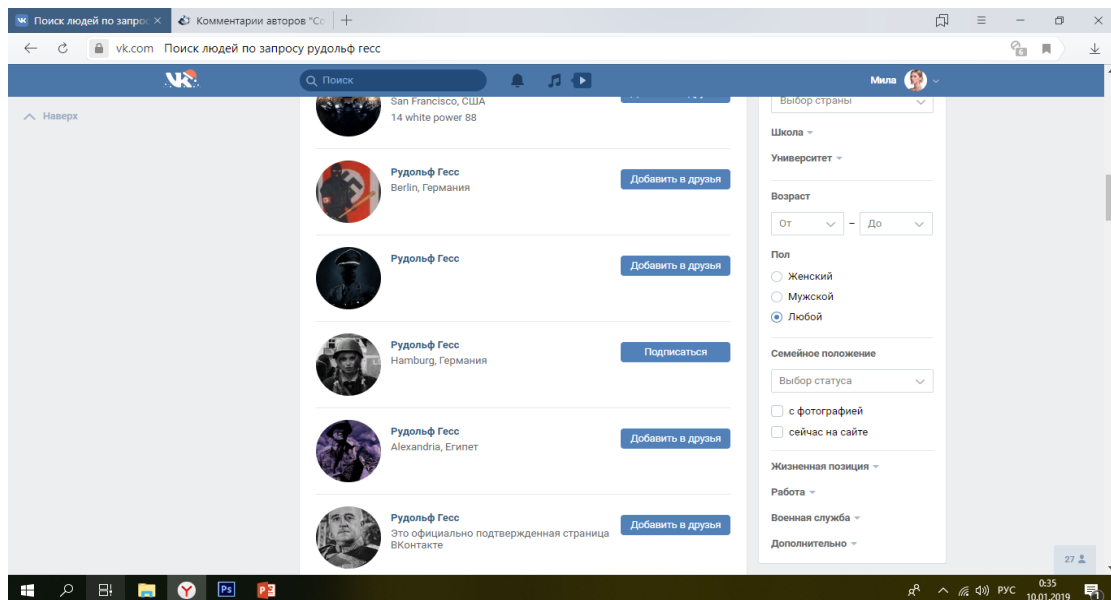 Поиск людей по запрос
Комментарии авторов "Со
vk.com Поиск людей по запросу рудольф гесс
6
Поиск
Мила
Наверх
San Francisco, США
14 white power 88
Рудольф Гесс
Berlin, Германия
Добавить в друзья
Рудольф Гесс
Добавить в друзья
Рудольф Гесс
Hamburg, Германия
Подписаться
Рудольф Гесс
Alexandria, Египет
Добавить в друзья
Рудольф Гесс
Это официально подтвержденная страница
ВКонтакте
Добавить в друзья
Выбор страны
Школа
Университет
Возраст
От – До
Пол
Женский
Мужской
Любой
Семейное положение
Выбор статуса
с фотографией
сейчас на сайте
Жизненная позиция
Работа
Военная служба
Дополнительно
27
Ps
РУС
0:35
10.01.2019